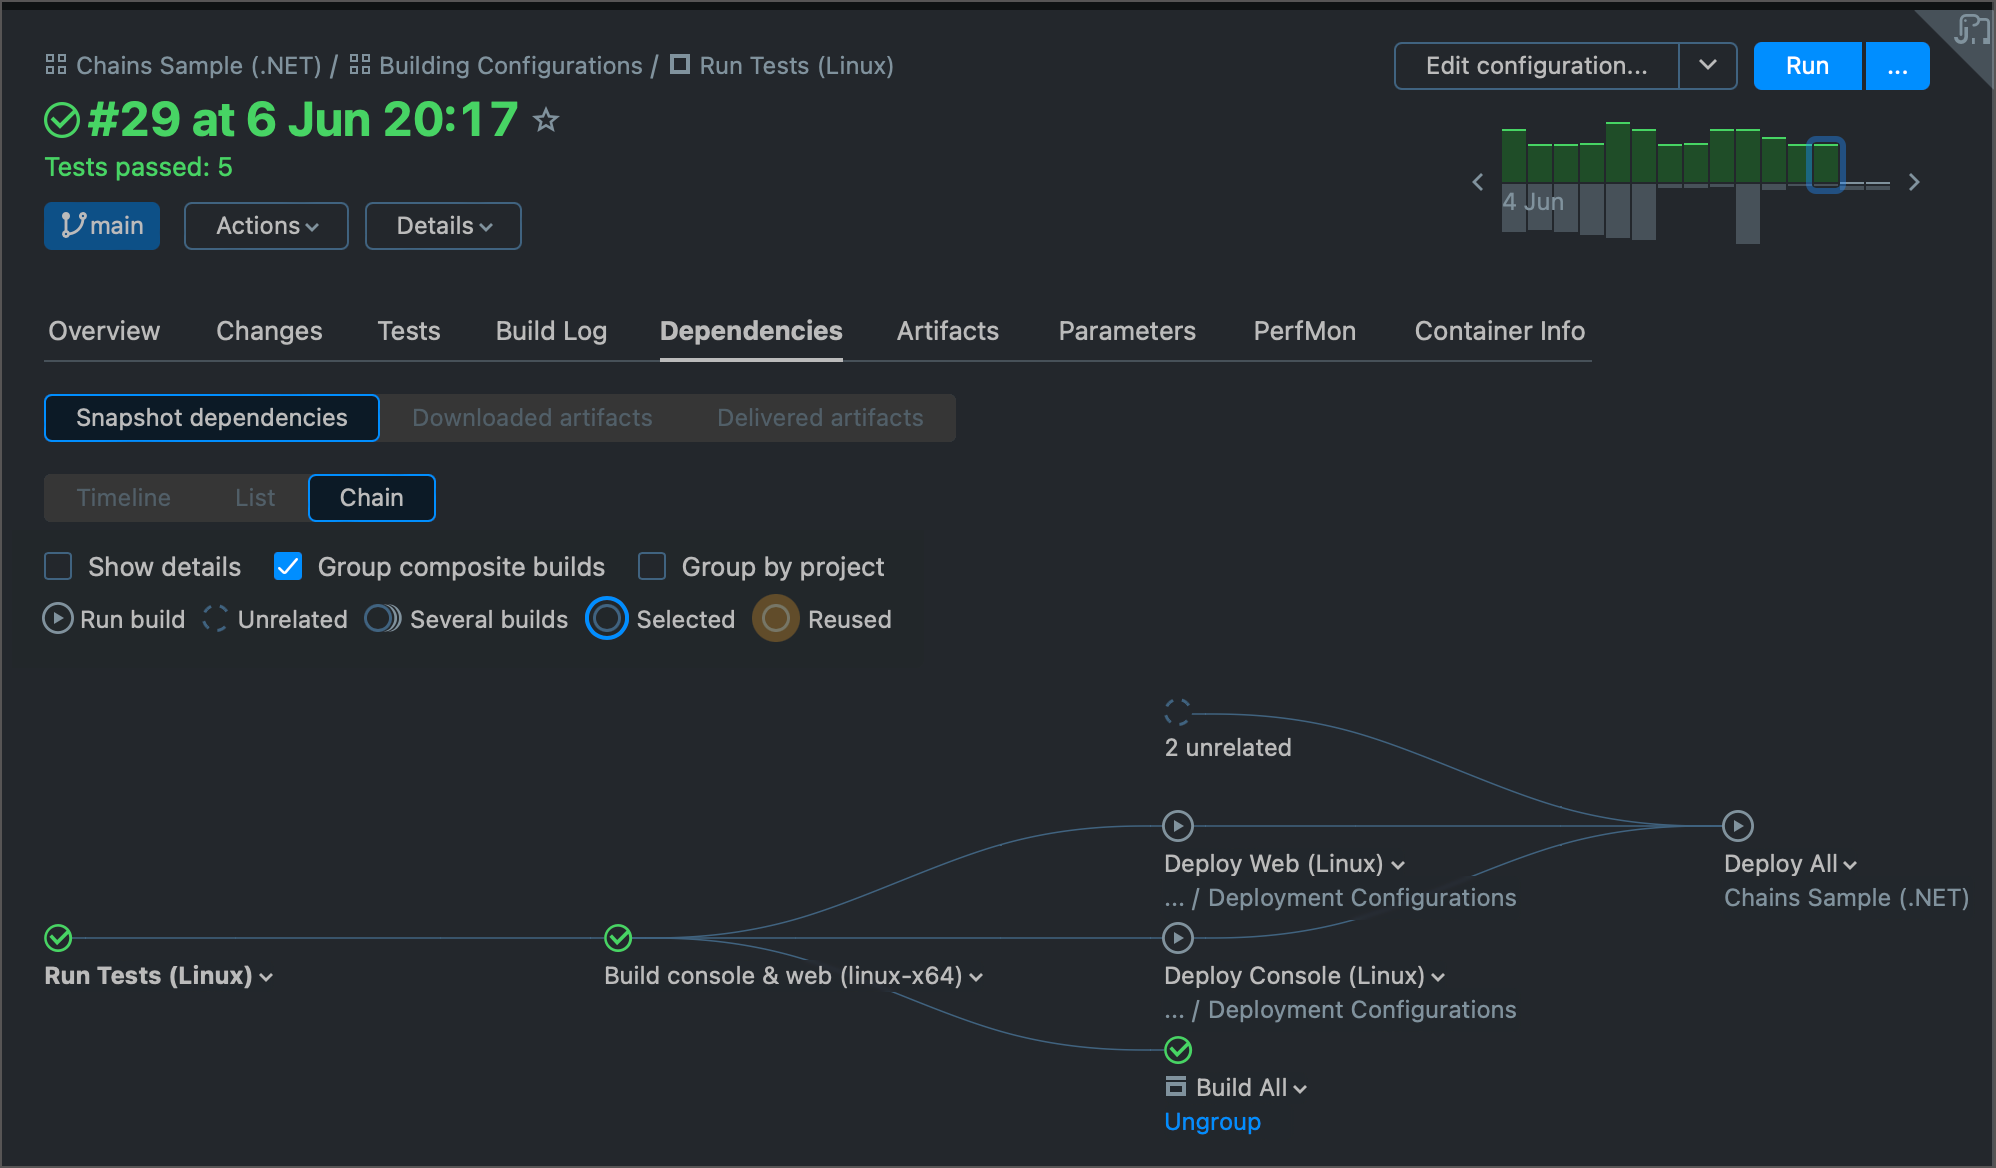 Chains Sample (.NET) / Building Configurations / Run Tests (Linux)
Edit configuration...
Run
...
#29 at 6 Jun 20:17
Tests passed: 5
main
Actions
Details
4 Jun
Overview
Changes
Tests
Build Log
Dependencies
Artifacts
Parameters
PerfMon
Container Info
Snapshot dependencies
Downloaded artifacts
Delivered artifacts
Timeline
List
Chain
Show details
Group composite builds
Group by project
Run build
Unrelated
Several builds
Selected
Reused
2 unrelated
Deploy Web (Linux)
... / Deployment Configurations
Deploy All
Chains Sample (.NET)
Run Tests (Linux)
Build console & web (linux-x64)
Deploy Console (Linux)
... / Deployment Configurations
Build All
Ungroup